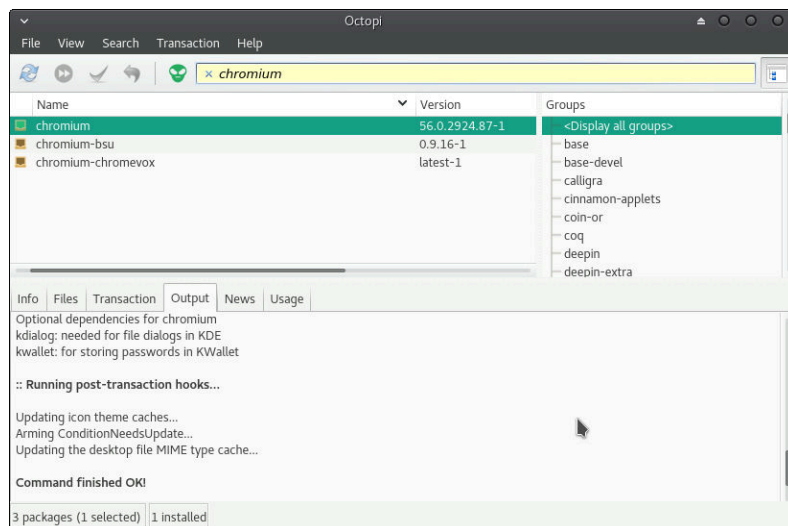 Octopi
File View Search Transaction Help
× chromium
Name Version
chromium 56.0.2924.87-1
chromium-bsu 0.9.16-1
chromium-chromevox latest-1
Groups
<Display all groups>
base
base-devel
calligra
cinnamon-applets
coin-or
coq
deepin
deepin-extra
Info Files Transaction Output News Usage
Optional dependencies for chromium
kdialog: needed for file dialogs in KDE
kwallet: for storing passwords in KWallet
:: Running post-transaction hooks...
Updating icon theme caches...
Arming ConditionNeedsUpdate...
Updating the desktop file MIME type cache...
Command finished OK!
3 packages (1 selected) 1 installed